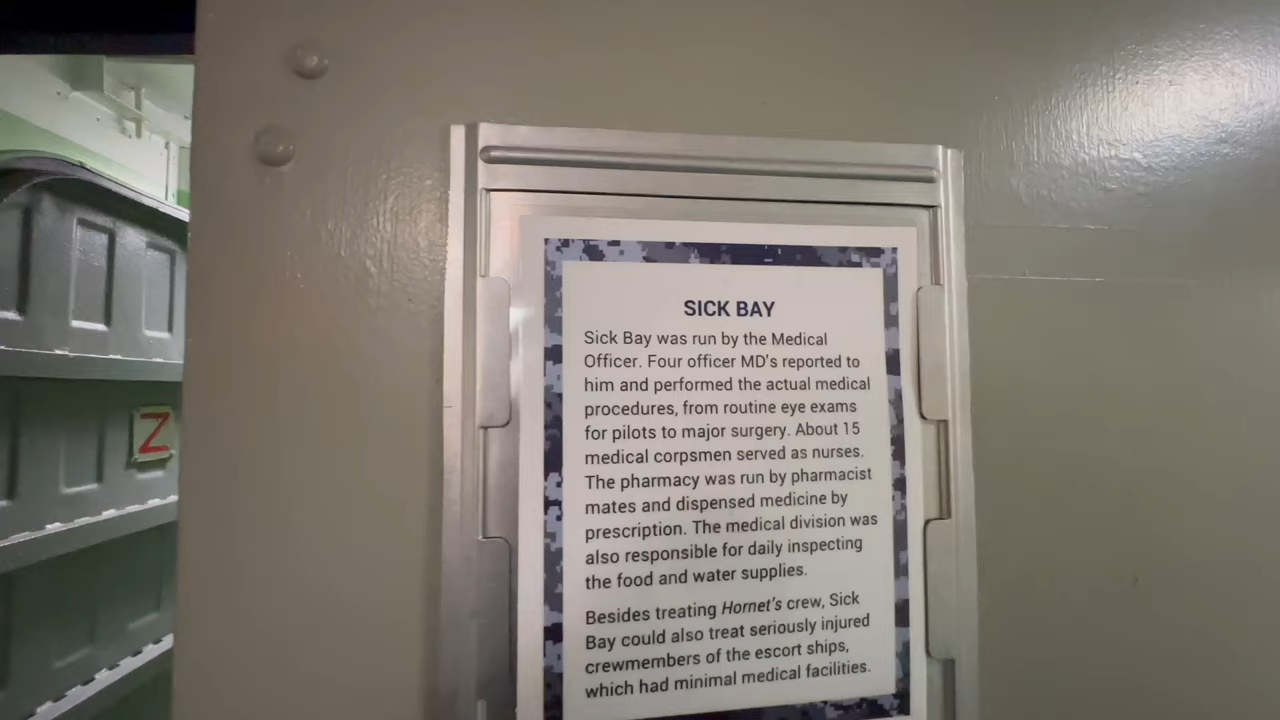 SICK BAY
Sick Bay was run by the Medical
Officer. Four officer MD's reported to
him and performed the actual medical
procedures, from routine eye exams
for pilots to major surgery. About 15
medical corpsmen served as nurses.
The pharmacy was run by pharmacist
mates and dispensed medicine by
prescription. The medical division was
also responsible for daily inspecting
the food and water supplies.
Besides treating Hornet's crew, Sick
Bay could also treat seriously injured
crewmembers of the escort ships,
which had minimal medical facilities.
Z